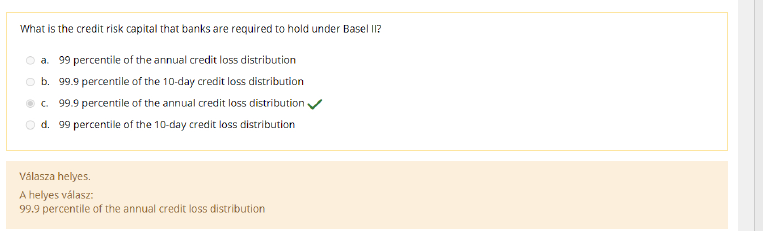 What is the credit risk capital that banks are required to hold under Basel II?
a. 99 percentile of the annual credit loss distribution
b. 99.9 percentile of the 10-day credit loss distribution
c. 99.9 percentile of the annual credit loss distribution
d. 99 percentile of the 10-day credit loss distribution
Válasza helyes.
A helyes válasz:
99.9 percentile of the annual credit loss distribution